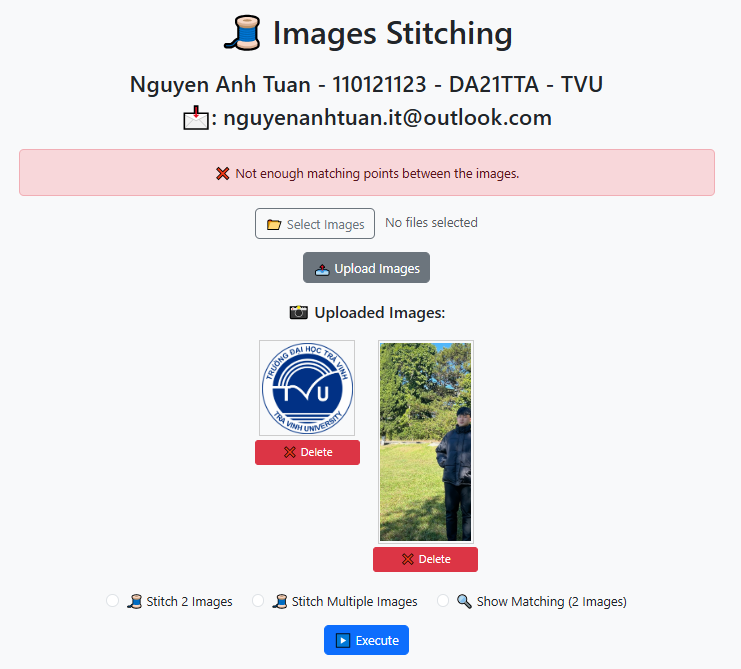 Images Stitching
Nguyen Anh Tuan - 110121123 - DA21TTA - TVU
: nguyenanhtuan.it@outlook.com
Not enough matching points between the images.
Select Images No files selected
Upload Images
Uploaded Images:
TRƯỜNG ĐẠI HỌC TRÀ VINH
TVU
TRA VINH UNIVERSITY
Delete
Delete
Stitch 2 Images Stitch Multiple Images Show Matching (2 Images)
Execute